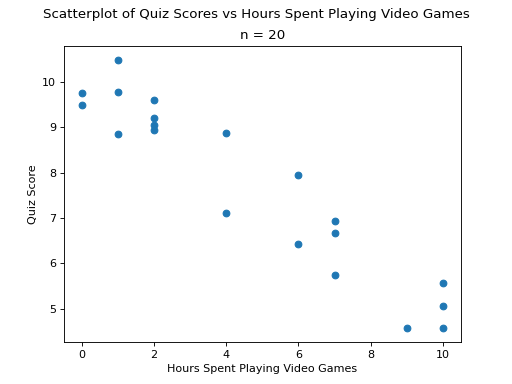 Scatterplot of Quiz Scores vs Hours Spent Playing Video Games
n = 20
10
9
8
7
6
5
Quiz Score
0 2 4 6 8 10
Hours Spent Playing Video Games